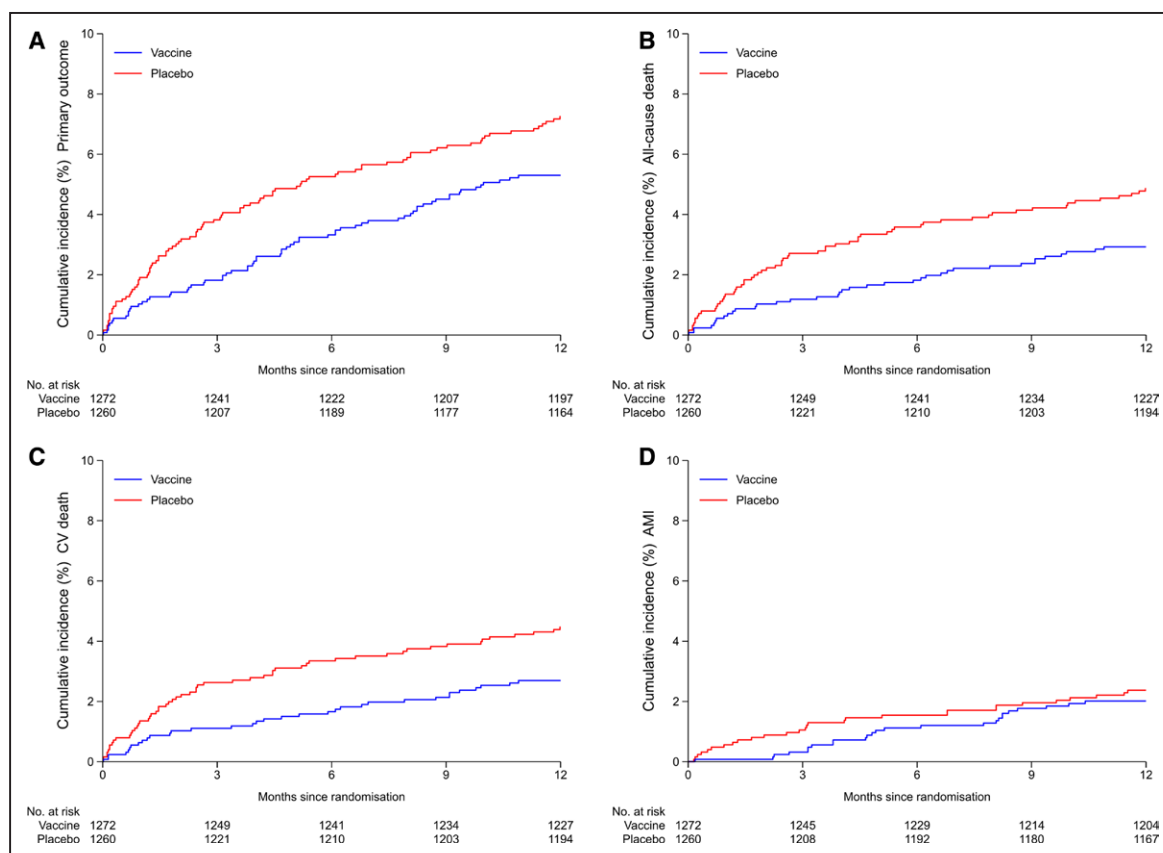 A
Cumulative incidence (%) Primary outcome
10
8
6
4
2
0
Vaccine
Placebo
0 3 6 9 12
Months since randomisation
No. at risk
Vaccine 1272 1241 1222 1207 1197
Placebo 1260 1207 1189 1177 1164
B
Cumulative incidence (%) All-cause death
10
8
6
4
2
0
Vaccine
Placebo
0 3 6 9 12
Months since randomisation
No. at risk
Vaccine 1272 1249 1241 1234 1227
Placebo 1260 1221 1210 1203 1194
C
Cumulative incidence (%) CV death
10
8
6
4
2
0
Vaccine
Placebo
0 3 6 9 12
Months since randomisation
No. at risk
Vaccine 1272 1249 1241 1234 1227
Placebo 1260 1221 1210 1203 1194
D
Cumulative incidence (%) AMI
10
8
6
4
2
0
Vaccine
Placebo
0 3 6 9 12
Months since randomisation
No. at risk
Vaccine 1272 1245 1229 1214 1204
Placebo 1260 1208 1192 1180 1167